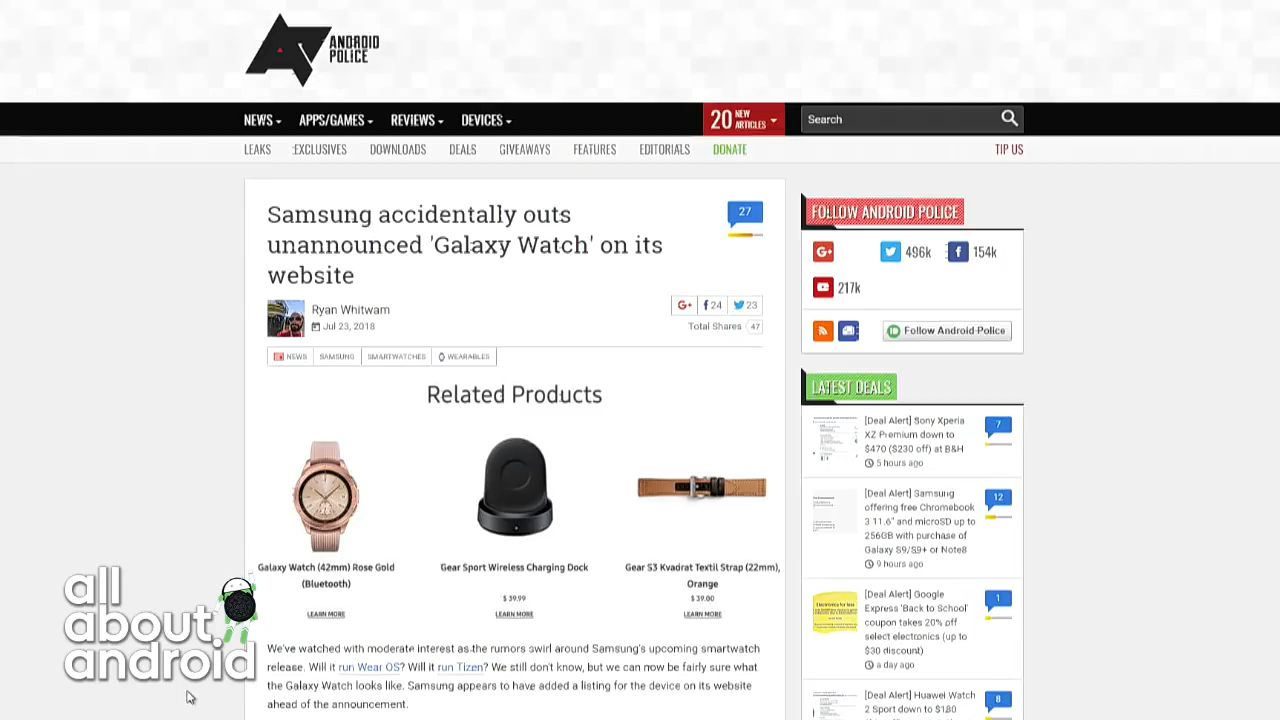 ANDROID
POLICE
NEWS
APPS/GAMES
REVIEWS
DEVICES
20 NEW
ARTICLES
Search
LEAKS
EXCLUSIVES
DOWNLOADS
DEALS
GIVEAWAYS
FEATURES
EDITORIALS
DONATE
TIP US
Samsung accidentally outs
unannounced 'Galaxy Watch' on its
website
27
Ryan Whitwam
Jul 23, 2018
G+
f 24
23
Total Shares 47
NEWS
SAMSUNG
SMARTWATCHES
WEARABLES
Related Products
Galaxy Watch (42mm) Rose Gold
(Bluetooth)
LEARN MORE
Gear Sport Wireless Charging Dock
$ 39.99
LEARN MORE
Gear S3 Kvadrat Textil Strap (22mm),
Orange
$ 39.00
LEARN MORE
We've watched with moderate interest as the rumors swirl around Samsung's upcoming smartwatch
release. Will it run Wear OS? Will it run Tizen? We still don't know, but we can now be fairly sure what
the Galaxy Watch looks like. Samsung appears to have added a listing for the device on its website
ahead of the announcement.
all
about
android
FOLLOW ANDROID POLICE
G+
496k
f 154k
217k
Follow Android Police
LATEST DEALS
[Deal Alert] Sony Xperia
XZ Premium down to
$470 ($230 off) at B&H
5 hours ago
7
[Deal Alert] Samsung
offering free Chromebook
3 11.6" and microSD up to
256GB with purchase of
Galaxy S9/S9+ or Note8
9 hours ago
12
Electronics for less
[Deal Alert] Google
Express 'Back to School'
coupon takes 20% off
select electronics (up to
$30 discount)
a day ago
1
[Deal Alert] Huawei Watch
2 Sport down to $180
8